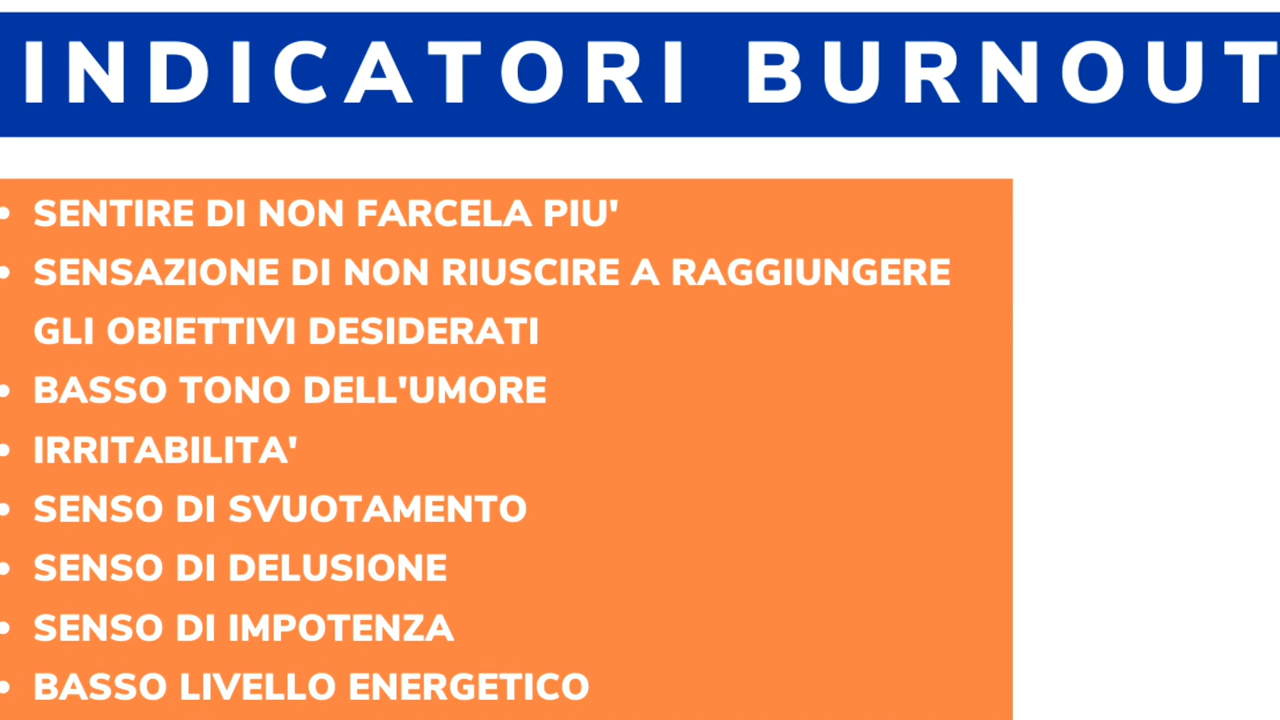 INDICATORI BURNOUT
• SENTIRE DI NON FARCELA PIU'
• SENSAZIONE DI NON RIUSCIRE A RAGGIUNGERE
GLI OBIETTIVI DESIDERATI
• BASSO TONO DELL'UMORE
• IRRITABILITA'
• SENSO DI SVUOTAMENTO
• SENSO DI DELUSIONE
• SENSO DI IMPOTENZA
• BASSO LIVELLO ENERGETICO